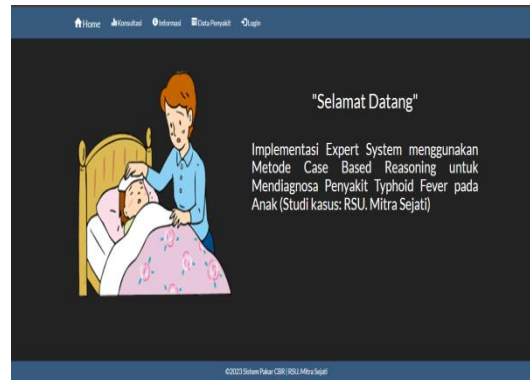 Home Konsultasi Informasi Data Penyakit Login
"Selamat Datang"
Implementasi Expert System menggunakan
Metode Case Based Reasoning untuk
Mendiagnosa Penyakit Typhoid Fever pada
Anak (Studi kasus: RSU. Mitra Sejati)
©2023 Sistem Pakar CBR | RSU. Mitra Sejati